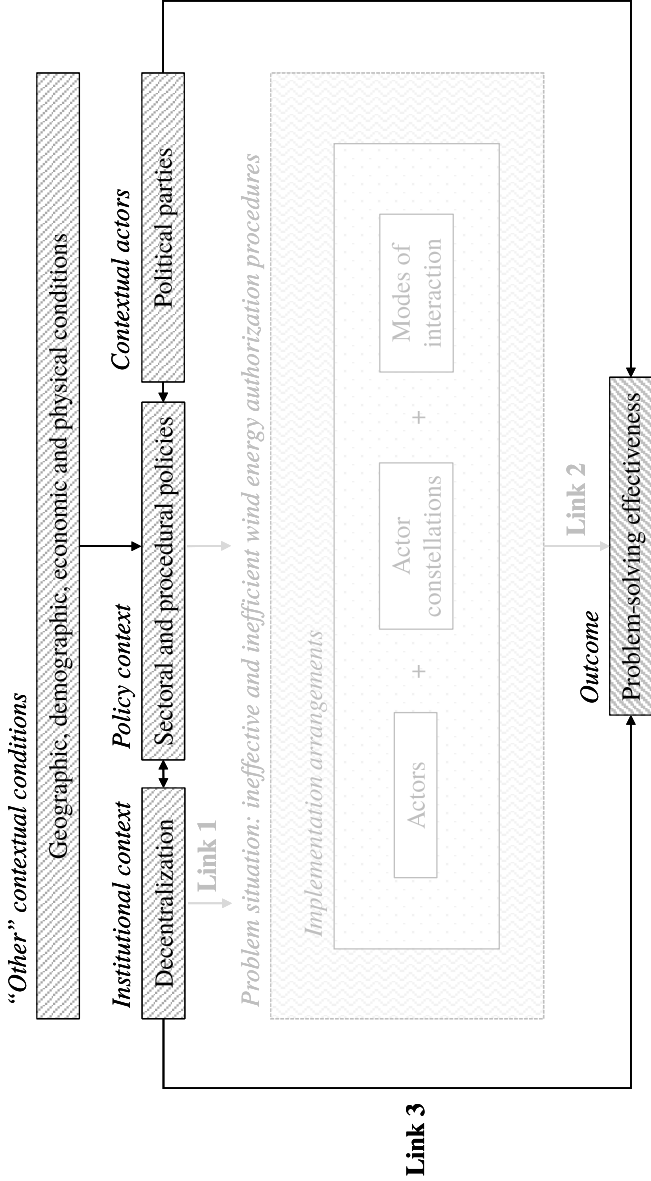 “Other” contextual conditions
Geographic, demographic, economic and physical conditions
Institutional context
Policy context
Contextual actors
Decentralization
Sectoral and procedural policies
Political parties
Link 1
Problem situation: ineffective and inefficient wind energy authorization procedures
Implementation arrangements
Actors
+
Actor
constellations
+
Modes of
interaction
Link 2
Link 3
Outcome
Problem-solving effectiveness